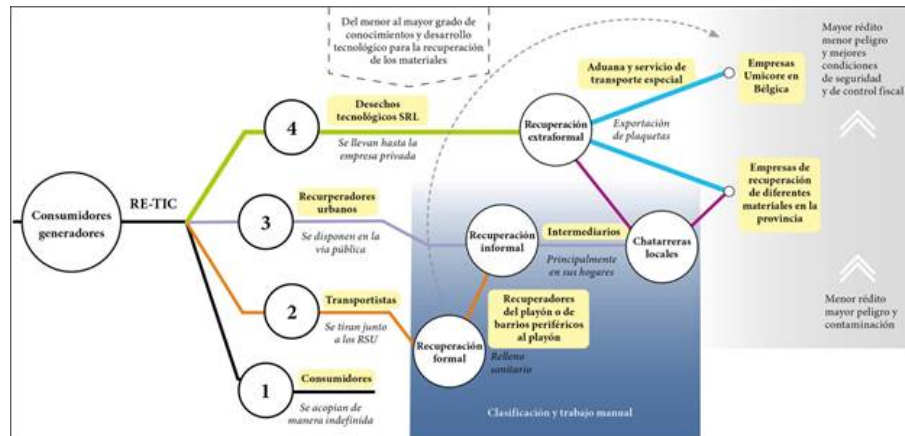 Del menor al mayor grado de
conocimientos y desarrollo
tecnológico para la recuperación
de los materiales
Mayor rédito
menor peligro
y mejores
condiciones
de seguridad
y de control fiscal
Aduana y servicio de
transporte especial
Empresas
Umicore en
Bélgica
4
Desechos
tecnológicos SRL
Se llevan hasta la
empresa privada
Recuperación
extraformal
Exportación
de plaquetas
Empresas de
recuperación
de diferentes
materiales en la
provincia
Consumidores
generadores
RE-TIC
3
Recurperadores
urbanos
Se disponen en la
via pública
Recuperación
informal
Intermediarios
Principalmente
en sus hogares
Chatarreras
locales
2
Transportistas
Se tiran junto
a los RSU
Recuperación
formal
Recuperadores
del playón o de
barrios periféricos
al playón
Relleno
sanitario
Menor rédito
mayor peligro y
contaminación
1
Consumidores
Se acopian de
manera indefinida
Clasificación y trabajo manual